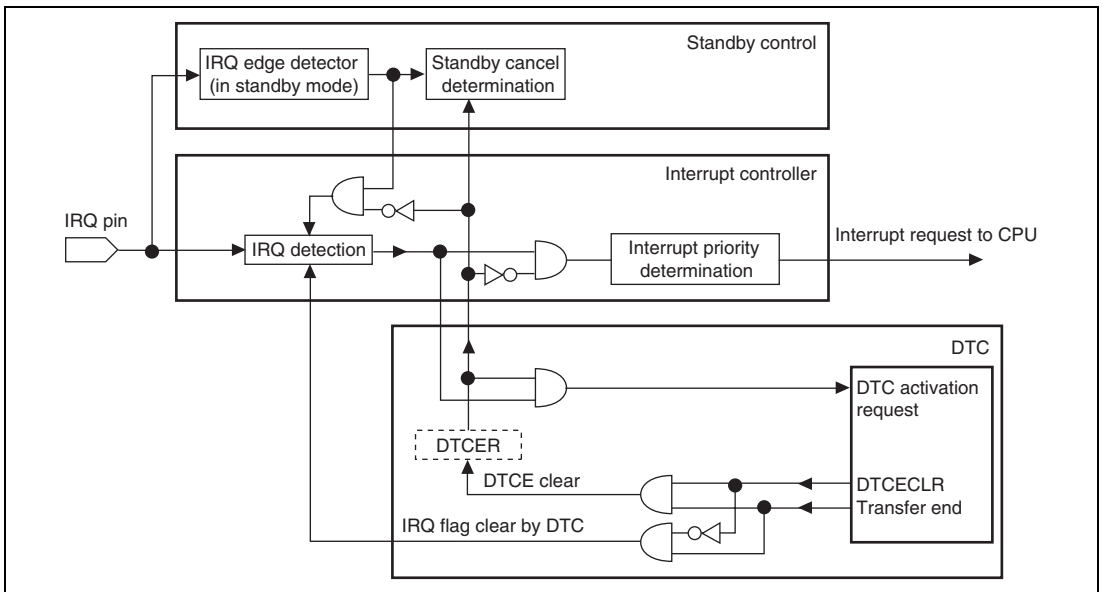 Standby control
IRQ edge detector
(in standby mode)
Standby cancel
determination
Interrupt controller
IRQ pin
IRQ detection
Interrupt priority
determination
Interrupt request to CPU
DTC
DTC activation
request
DTCER
DTCE clear
DTCECLR
Transfer end
IRQ flag clear by DTC